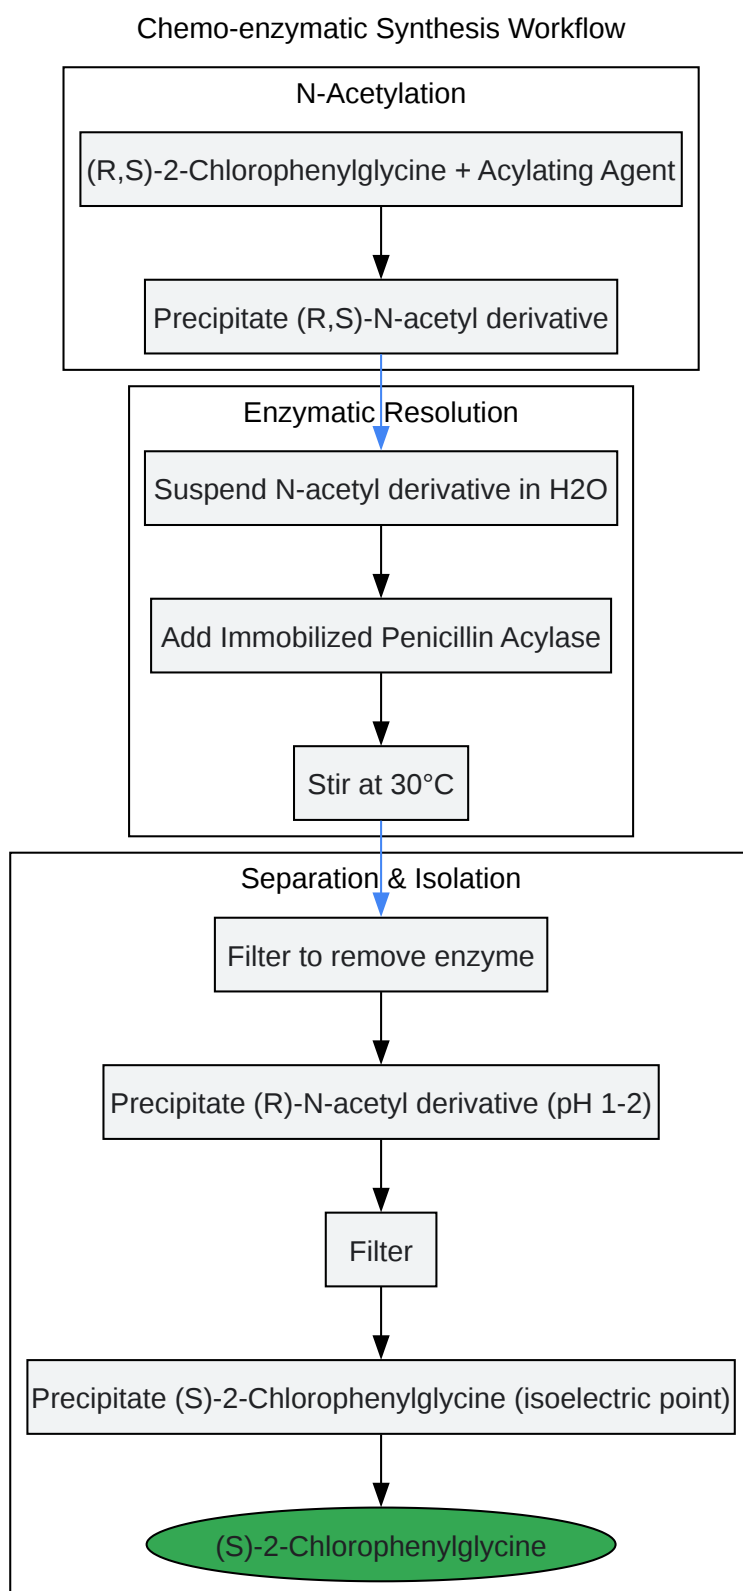 Chemo-enzymatic Synthesis Workflow
N-Acetylation
(R,S)-2-Chlorophenylglycine + Acylating Agent
Precipitate (R,S)-N-acetyl derivative
Enzymatic Resolution
Suspend N-acetyl derivative in H2O
Add Immobilized Penicillin Acylase
Stir at 30°C
Separation & Isolation
Filter to remove enzyme
Precipitate (R)-N-acetyl derivative (pH 1-2)
Filter
Precipitate (S)-2-Chlorophenylglycine (isoelectric point)
(S)-2-Chlorophenylglycine